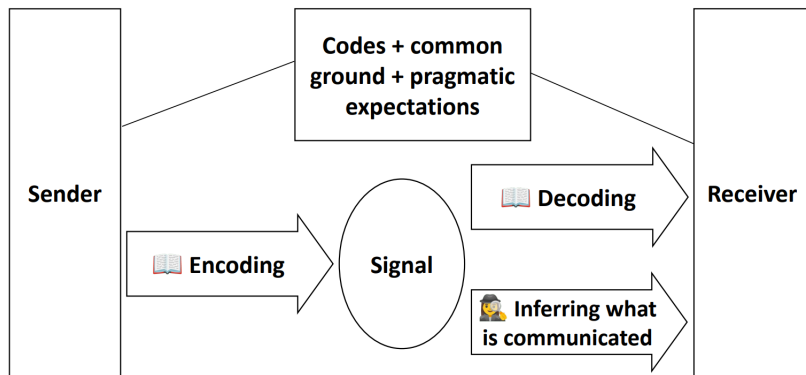 Codes + common
ground + pragmatic
expectations
Sender
📖 Encoding
Signal
📖 Decoding
🕵️‍♀️ Inferring what
is communicated
Receiver